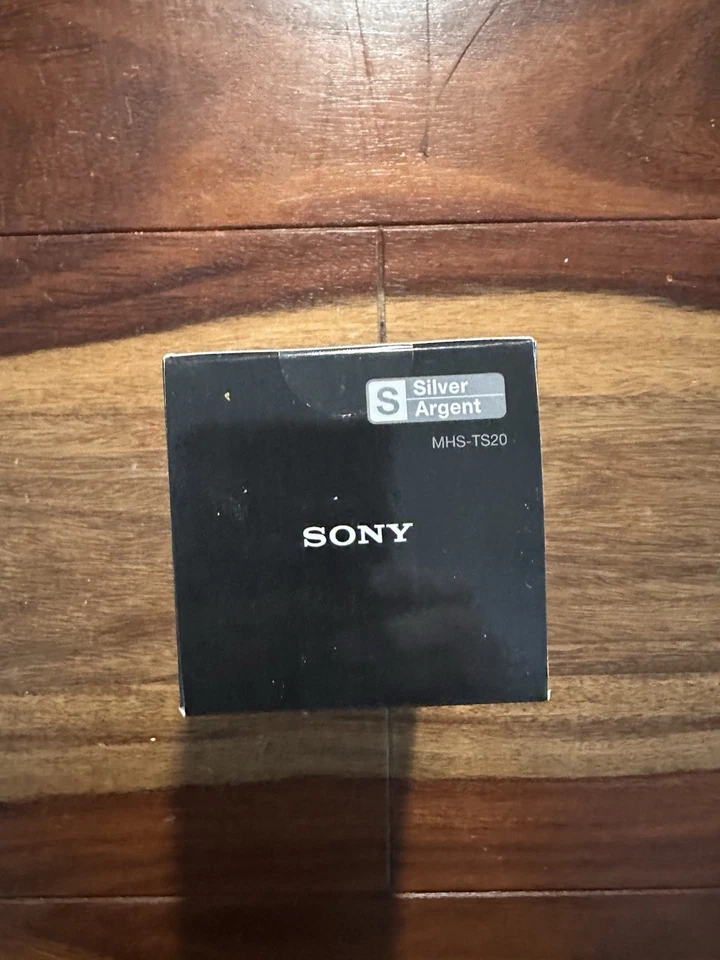 S
Silver
Argent
MHS-TS20
SONY